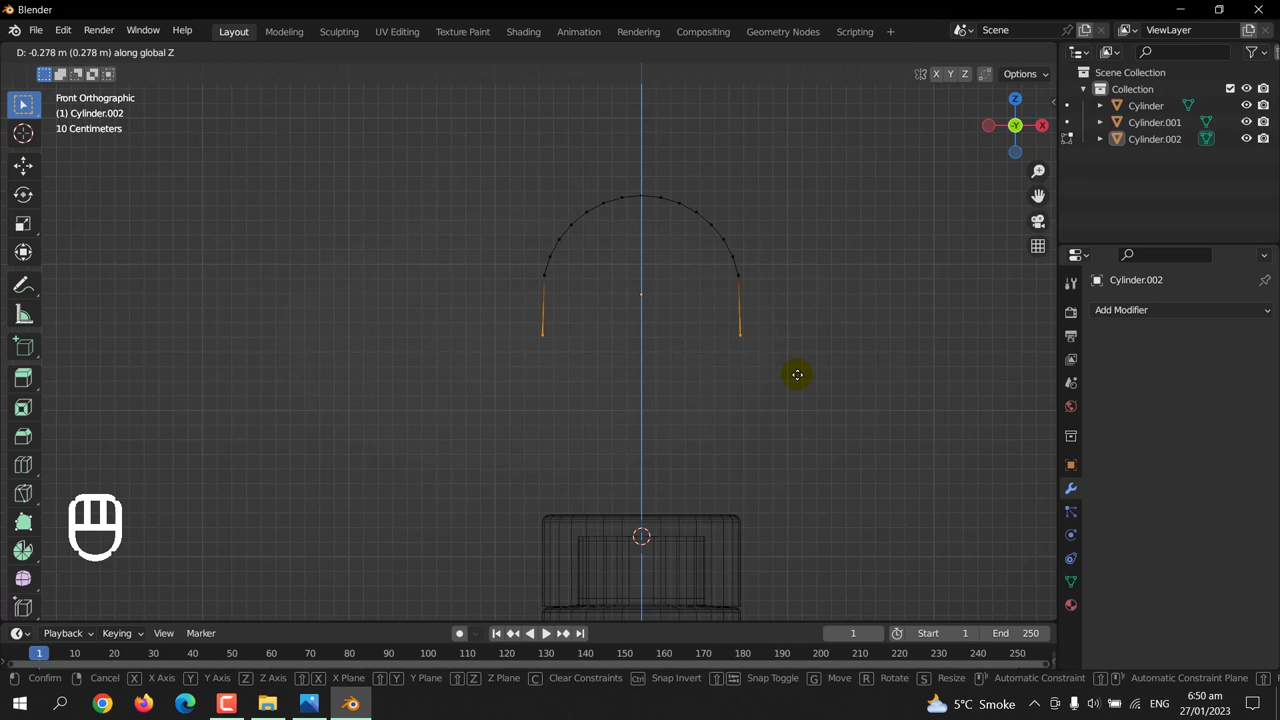 Blender
File Edit Render Window Help Layout Modeling Sculpting UV Editing Texture Paint Shading Animation Rendering Compositing Geometry Nodes Scripting Scene ViewLayer
D: -0.278 m (0.278 m) along global Z
X Y Z Options
Scene Collection
Collection
Cylinder
Cylinder.001
Cylinder.002
Front Orthographic
(1) Cylinder.002
10 Centimeters
Z
-Y X
Cylinder.002
Add Modifier
Playback Keying View Marker 1 Start 1 End 250
1 10 20 30 40 50 60 70 80 90 100 110 120 130 140 150 160 170 180 190 200 210 220 230 240 250
Confirm Cancel X X Axis Y Y Axis Z Z Axis X X Plane Y Y Plane Z Z Plane C Clear Constraints Ctrl Snap Invert Snap Toggle G Move R Rotate S Resize Automatic Constraint Automatic Constraint Plane
5°C Smoke ENG 6:50 am
27/01/2023